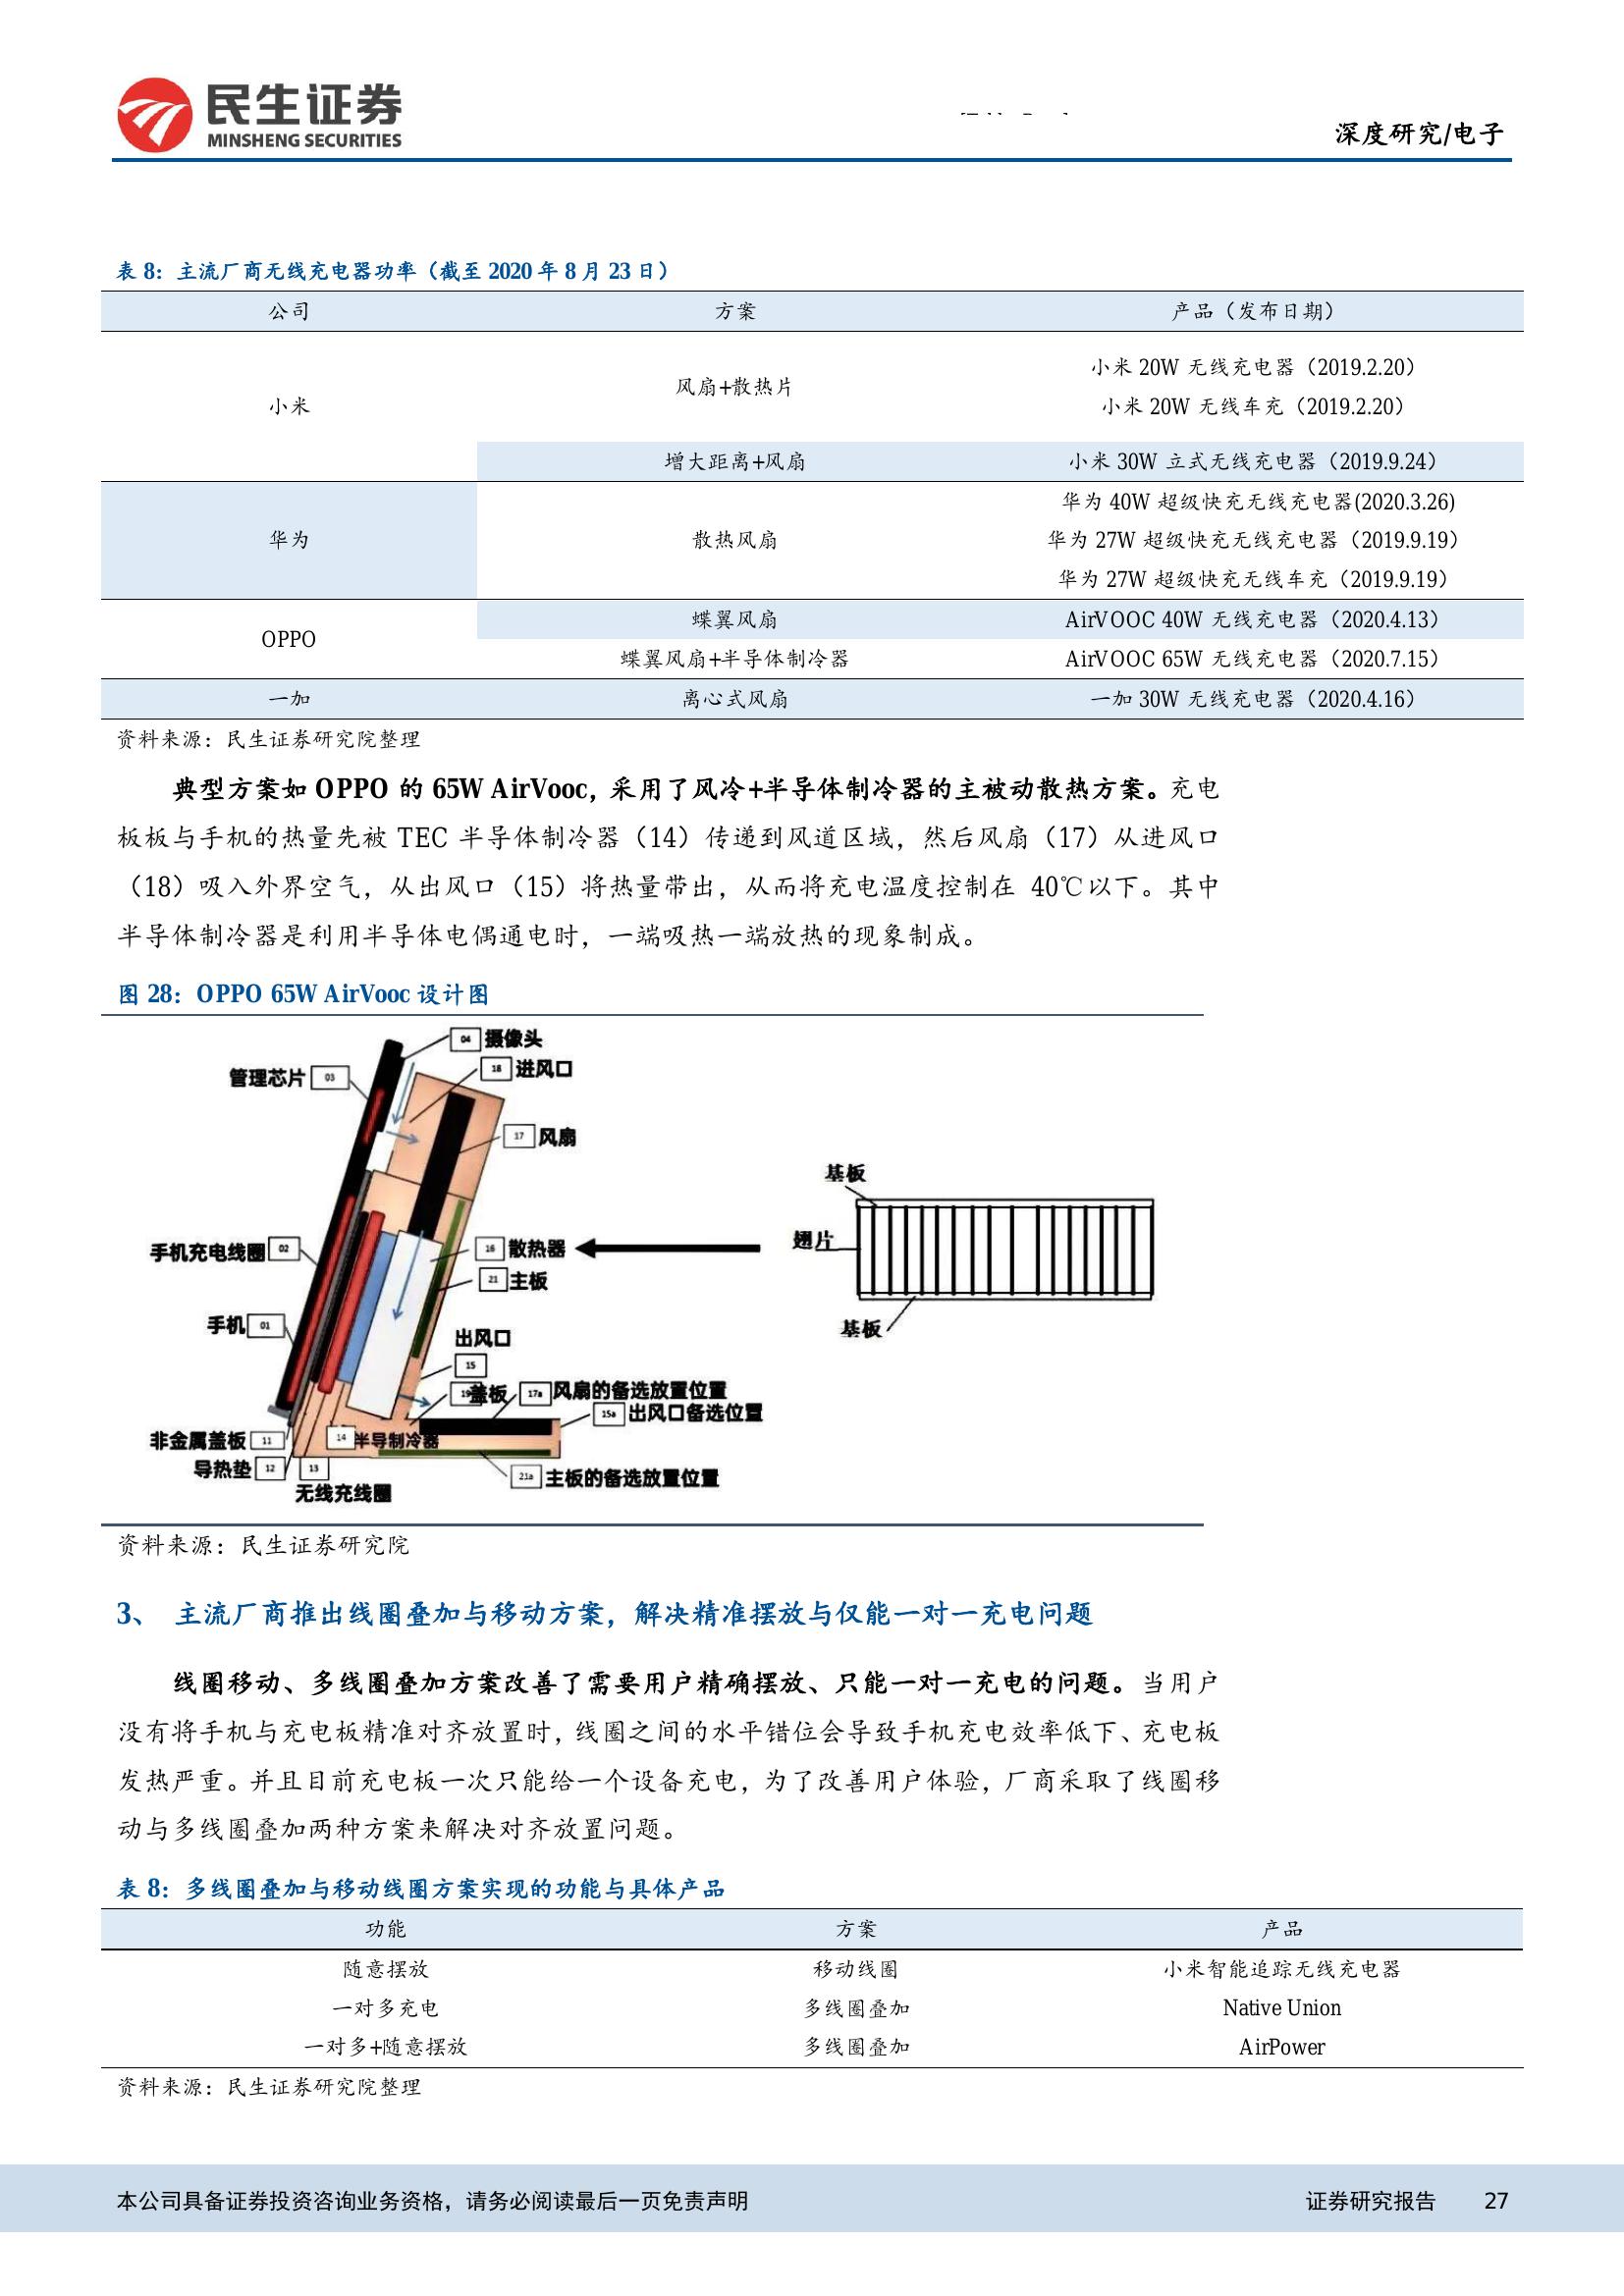 民生证券
MINSHENG SECURITIES
深度研究/电子
表 8：主流厂商无线充电器功率（截至 2020 年 8 月 23 日）
公司 方案 产品（发布日期）
小米 风扇+散热片 小米 20W 无线充电器（2019.2.20）
小米 20W 无线车充（2019.2.20）
增大距离+风扇 小米 30W 立式无线充电器（2019.9.24）
华为 散热风扇 华为 40W 超级快充无线充电器(2020.3.26)
华为 27W 超级快充无线充电器（2019.9.19）
华为 27W 超级快充无线车充（2019.9.19）
OPPO 蝶翼风扇 AirVOOC 40W 无线充电器（2020.4.13）
蝶翼风扇+半导体制冷器 AirVOOC 65W 无线充电器（2020.7.15）
一加 离心式风扇 一加 30W 无线充电器（2020.4.16）
资料来源：民生证券研究院整理
典型方案如 OPPO 的 65W AirVooc，采用了风冷+半导体制冷器的主被动散热方案。充电
板板与手机的热量先被 TEC 半导体制冷器（14）传递到风道区域，然后风扇（17）从进风口
（18）吸入外界空气，从出风口（15）将热量带出，从而将充电温度控制在 40℃以下。其中
半导体制冷器是利用半导体电偶通电时，一端吸热一端放热的现象制成。
图 28：OPPO 65W AirVooc 设计图
04 摄像头
18 进风口
管理芯片 03
17 风扇
基板
翅片
手机充电线圈 02
16 散热器
21 主板
手机 01
基板
出风口
15
19 盖板 17a 风扇的备选放置位置
15a 出风口备选位置
非金属盖板 11
14 半导制冷器
导热垫 12 13
21a 主板的备选放置位置
无线充线圈
资料来源：民生证券研究院
3、 主流厂商推出线圈叠加与移动方案，解决精准摆放与仅能一对一充电问题
线圈移动、多线圈叠加方案改善了需要用户精确摆放、只能一对一充电的问题。当用户
没有将手机与充电板精准对齐放置时，线圈之间的水平错位会导致手机充电效率低下、充电板
发热严重。并且目前充电板一次只能给一个设备充电，为了改善用户体验，厂商采取了线圈移
动与多线圈叠加两种方案来解决对齐放置问题。
表 8：多线圈叠加与移动线圈方案实现的功能与具体产品
功能 方案 产品
随意摆放 移动线圈 小米智能追踪无线充电器
一对多充电 多线圈叠加 Native Union
一对多+随意摆放 多线圈叠加 AirPower
资料来源：民生证券研究院整理
本公司具备证券投资咨询业务资格，请务必阅读最后一页免责声明 证券研究报告 27